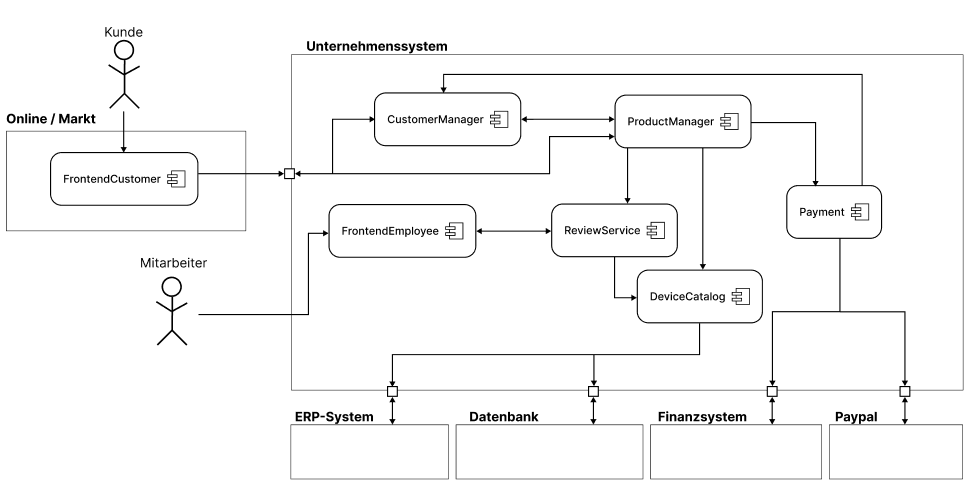 Kunde
Unternehmenssystem
Online / Markt
CustomerManager
ProductManager
FrontendCustomer
Payment
FrontendEmployee
ReviewService
Mitarbeiter
DeviceCatalog
ERP-System
Datenbank
Finanzsystem
Paypal